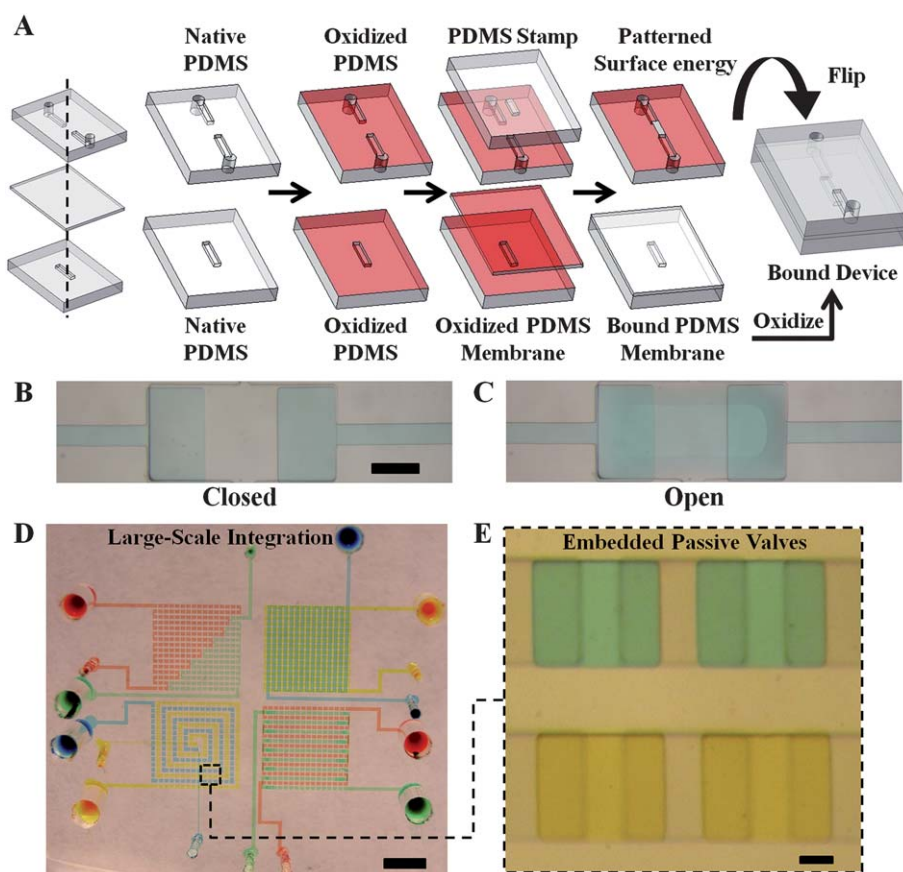 A
Native
PDMS
Oxidized
PDMS
PDMS Stamp
Patterned
Surface energy
Flip
Native
PDMS
Oxidized
PDMS
Oxidized PDMS
Membrane
Bound PDMS
Membrane
Oxidize
Bound Device
B
Closed
C
Open
D
Large-Scale Integration
E
Embedded Passive Valves